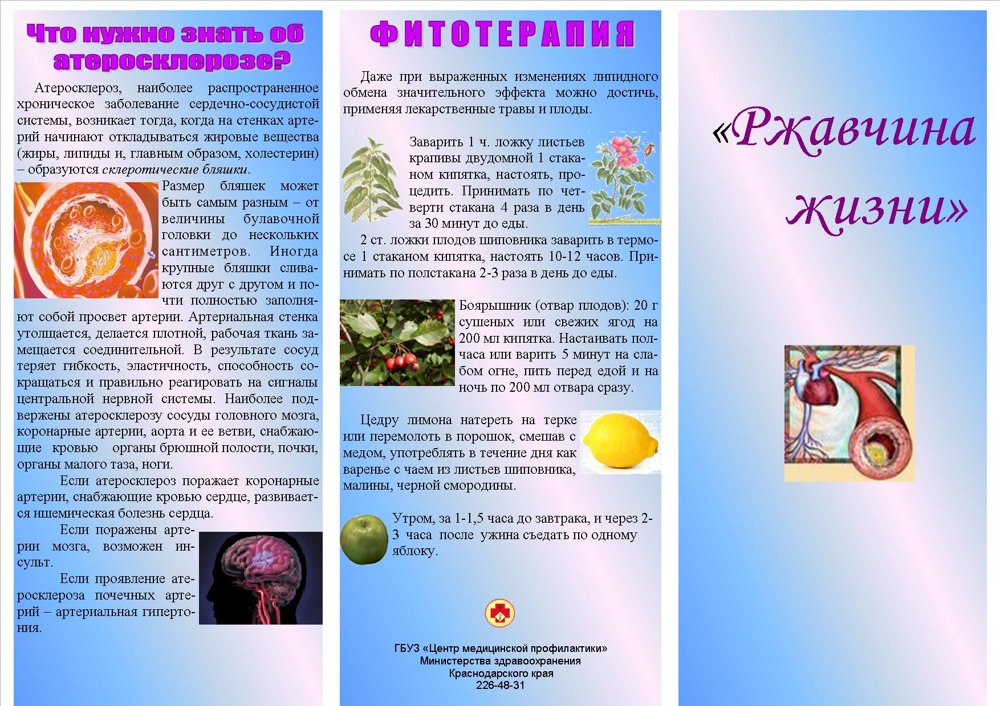 Что нужно знать об
атеросклерозе?
Атеросклероз, наиболее распространенное
хроническое заболевание сердечно-сосудистой
системы, возникает тогда, когда на стенках арте-
рий начинают откладываться жировые вещества
(жиры, липиды и, главным образом, холестерин)
– образуются склеротические бляшки.
Размер бляшек может
быть самым разным – от
величины булавочной
головки до нескольких
сантиметров. Иногда
крупные бляшки слива-
ются друг с другом и по-
чти полностью заполня-
ют собой просвет артерии. Артериальная стенка
утолщается, делается плотной, рабочая ткань за-
мещается соединительной. В результате сосуд
теряет гибкость, эластичность, способность со-
кращаться и правильно реагировать на сигналы
центральной нервной системы. Наиболее под-
вержены атеросклерозу сосуды головного мозга,
коронарные артерии, аорта и ее ветви, снабжаю-
щие кровью органы брюшной полости, почки,
органы малого таза, ноги.
Если атеросклероз поражает коронарные
артерии, снабжающие кровью сердце, развивает-
ся ишемическая болезнь сердца.
Если поражены арте-
рии мозга, возможен ин-
сульт.
Если проявление ате-
росклероза почечных арте-
рий – артериальная гиперто-
ния.
ФИТОТЕРАПИЯ
Даже при выраженных изменениях липидного
обмена значительного эффекта можно достичь,
применяя лекарственные травы и плоды.
Заварить 1 ч. ложку листьев
крапивы двудомной 1 стака-
ном кипятка, настоять, про-
цедить. Принимать по чет-
верти стакана 4 раза в день
за 30 минут до еды.
2 ст. ложки плодов шиповника заварить в термо-
се 1 стаканом кипятка, настоять 10-12 часов. При-
нимать по полстакана 2-3 раза в день до еды.
Боярышник (отвар плодов): 20 г
сушеных или свежих ягод на
200 мл кипятка. Настаивать пол-
часа или варить 5 минут на сла-
бом огне, пить перед едой и на
ночь по 200 мл отвара сразу.
Цедру лимона натереть на терке
или перемолоть в порошок, смешав с
медом, употреблять в течение дня как
варенье с чаем из листьев шиповника,
малины, черной смородины.
Утром, за 1-1,5 часа до завтрака, и через 2-
3 часа после ужина съедать по одному
яблоку.
ГБУЗ «Центр медицинской профилактики»
Министерства здравоохранения
Краснодарского края
226-48-31
«Ржавчина
жизни»